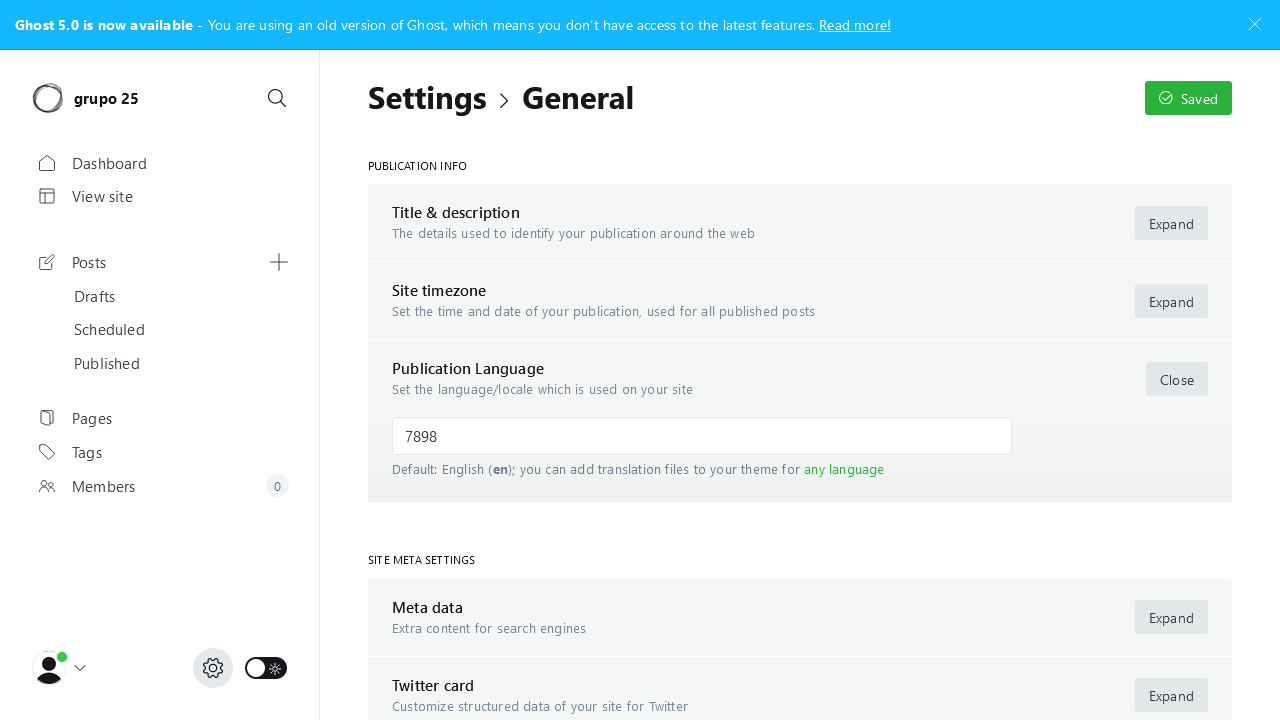 Ghost 5.0 is now available - You are using an old version of Ghost, which means you don't have access to the latest features. Read more!
grupo 25
Dashboard
View site
Posts
Drafts
Scheduled
Published
Pages
Tags
Members 0
Settings General
Saved
PUBLICATION INFO
Title & description
The details used to identify your publication around the web
Expand
Site timezone
Set the time and date of your publication, used for all published posts
Expand
Publication Language
Set the language/locale which is used on your site
Close
7898
Default: English (en); you can add translation files to your theme for any language
SITE META SETTINGS
Meta data
Extra content for search engines
Expand
Twitter card
Customize structured data of your site for Twitter
Expand